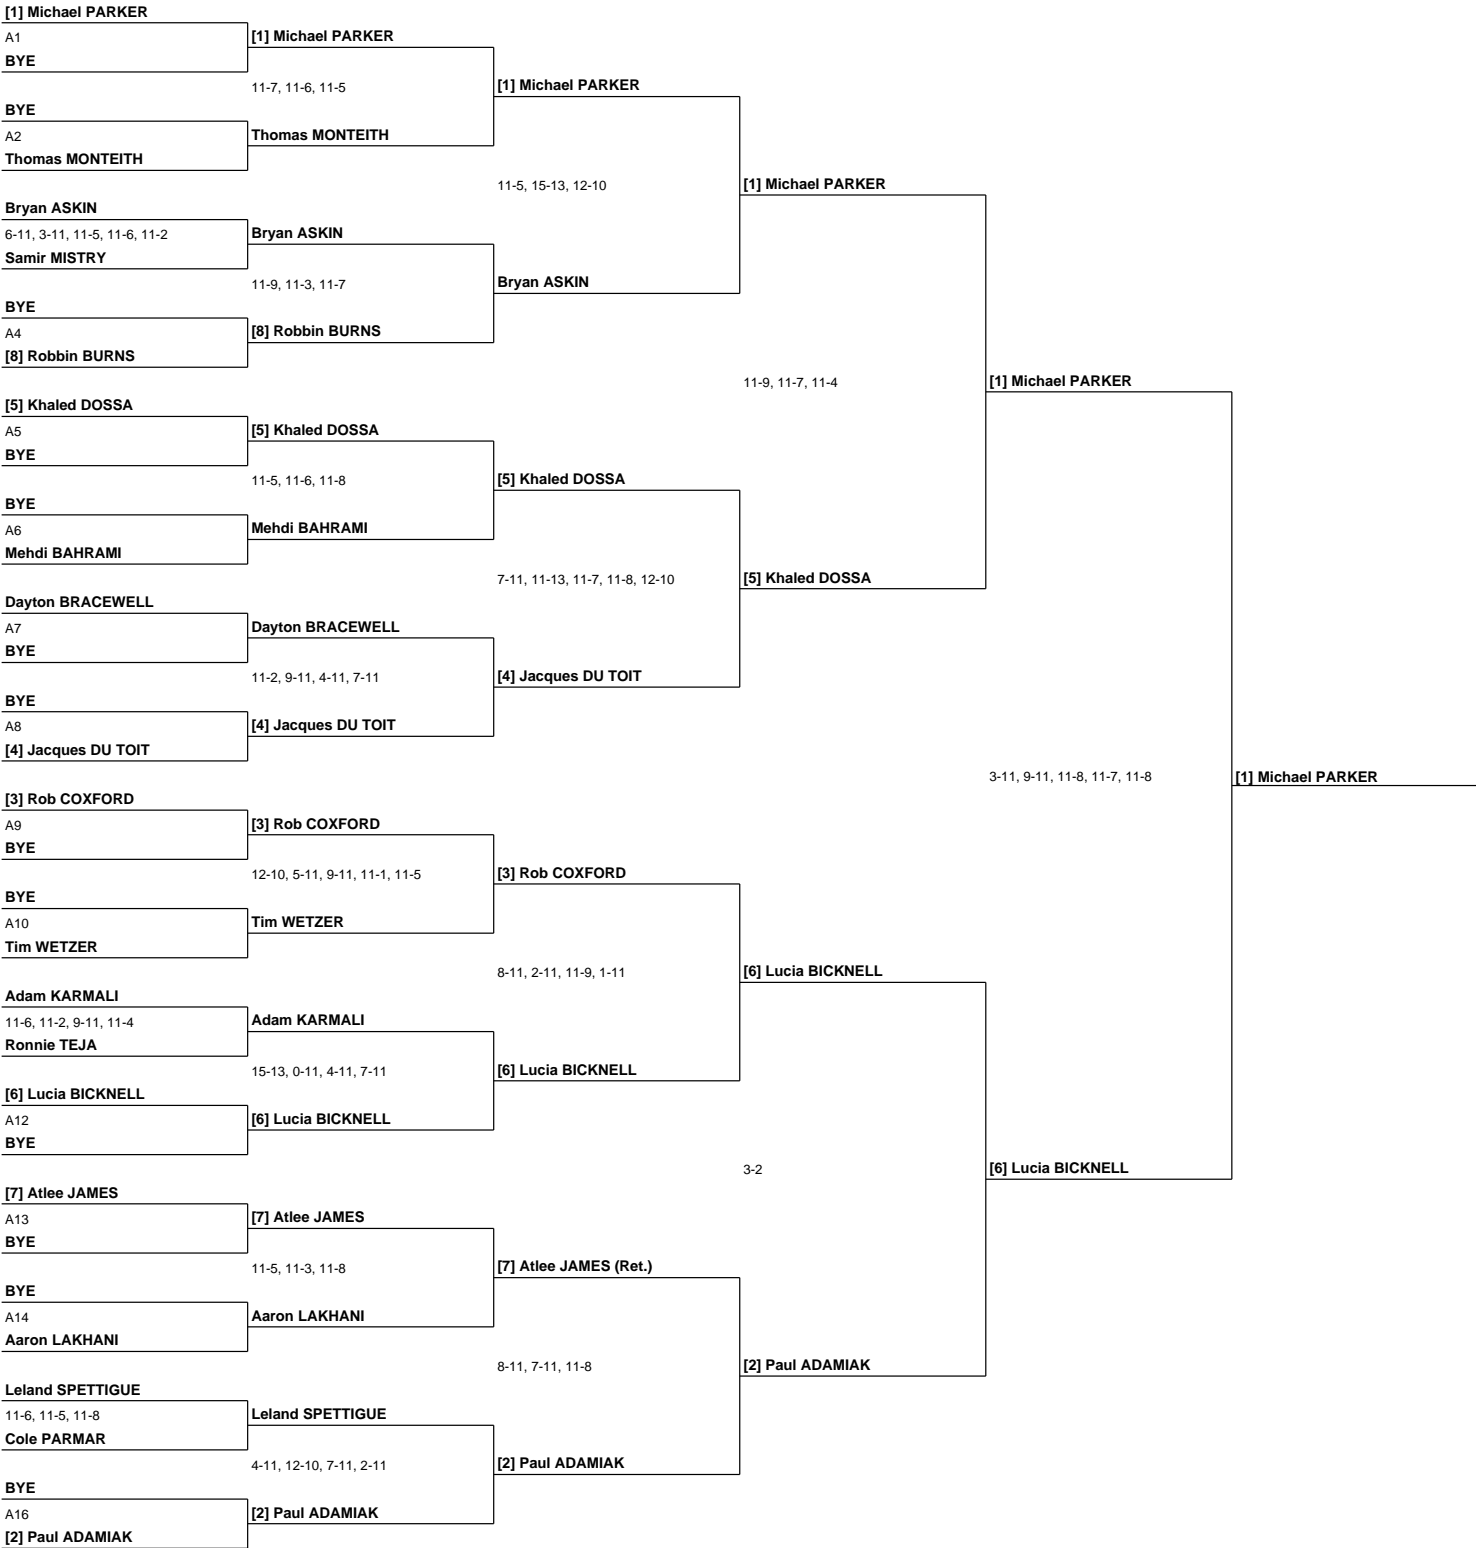 [1] Michael PARKER
A1
BYE
BYE
A2
Thomas MONTEITH
Bryan ASKIN
6-11, 3-11, 11-5, 11-6, 11-2
Samir MISTRY
BYE
A4
[8] Robbin BURNS
[5] Khaled DOSSA
A5
BYE
BYE
A6
Mehdi BAHRAMI
Dayton BRACEWELL
A7
BYE
BYE
A8
[4] Jacques DU TOIT
[3] Rob COXFORD
A9
BYE
BYE
A10
Tim WETZER
Adam KARMALI
11-6, 11-2, 9-11, 11-4
Ronnie TEJA
[6] Lucia BICKNELL
A12
BYE
[7] Atlee JAMES
A13
BYE
BYE
A14
Aaron LAKHANI
Leland SPETTIGUE
11-6, 11-5, 11-8
Cole PARMAR
BYE
A16
[2] Paul ADAMIAK
[1] Michael PARKER
11-7, 11-6, 11-5
Thomas MONTEITH
Bryan ASKIN
11-9, 11-3, 11-7
[8] Robbin BURNS
[5] Khaled DOSSA
11-5, 11-6, 11-8
Mehdi BAHRAMI
Dayton BRACEWELL
11-2, 9-11, 4-11, 7-11
[4] Jacques DU TOIT
[3] Rob COXFORD
12-10, 5-11, 9-11, 11-1, 11-5
Tim WETZER
Adam KARMALI
15-13, 0-11, 4-11, 7-11
[6] Lucia BICKNELL
[7] Atlee JAMES
11-5, 11-3, 11-8
Aaron LAKHANI
Leland SPETTIGUE
4-11, 12-10, 7-11, 2-11
[2] Paul ADAMIAK
[1] Michael PARKER
11-5, 15-13, 12-10
Bryan ASKIN
[5] Khaled DOSSA
7-11, 11-13, 11-7, 11-8, 12-10
[4] Jacques DU TOIT
[3] Rob COXFORD
8-11, 2-11, 11-9, 1-11
[6] Lucia BICKNELL
[7] Atlee JAMES (Ret.)
8-11, 7-11, 11-8
[2] Paul ADAMIAK
[1] Michael PARKER
11-9, 11-7, 11-4
[5] Khaled DOSSA
[6] Lucia BICKNELL
3-2
[2] Paul ADAMIAK
[1] Michael PARKER
3-11, 9-11, 11-8, 11-7, 11-8
[6] Lucia BICKNELL
[1] Michael PARKER